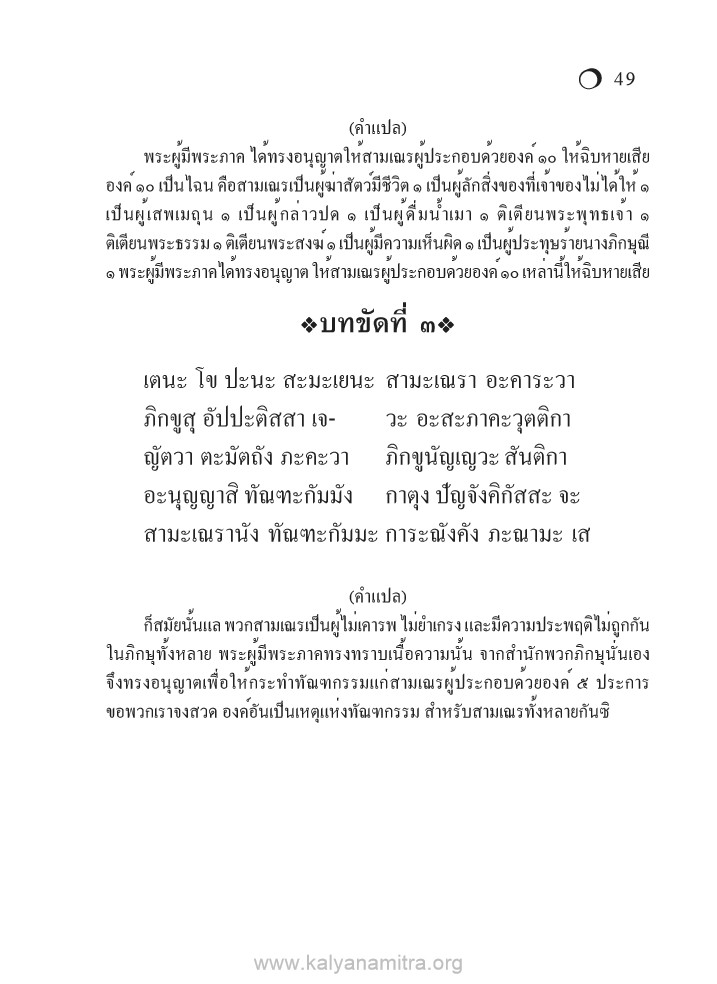 49
(คำแปล)
พระผู้มีพระภาค ได้ทรงอนุญาตให้สามเณรผู้ประกอบด้วยองค์ ๑๐ ให้ฉิบหายเสีย
องค์ ๑๐ เป็นไฉน คือสามเณรเป็นผู้ฆ่าสัตว์มีชีวิต ๑ เป็นผู้ลักสิ่งของที่เจ้าของไม่ได้ให้ ๑
เป็นผู้เสพเมถุน ๑ เป็นผู้กล่าวปด ๑ เป็นผู้ดื่มน้ำเมา ๑ ติเตียนพระพุทธเจ้า ๑
ติเตียนพระธรรม ๑ ติเตียนพระสงฆ์ ๑ เป็นผู้มีความเห็นผิด ๑ เป็นผู้ประทุษร้ายนางภิกษุณี
๑ พระผู้มีพระภาคได้ทรงอนุญาต ให้สามเณรผู้ประกอบด้วยองค์ ๑๐ เหล่านี้ให้ฉิบหายเสีย
❖บทขัดที่ ๓❖
เตนะ โข ปะนะ สะมะเยนะ สามะเณรา อะคาระวา
ภิกขูสุ อัปปะติสสา เจ- วะ อะสะภาคะวุตติกา
ญัตวา ตะมัตถัง ภะคะวา ภิกขูนัญเญวะ สันติกา
อะนุญญาสิ ทัณฑะกัมมัง กาตุง ปัญจังคิกัสสะ จะ
สามะเณรานัง ทัณฑะกัมมะ การะณังคัง ภะณามะ เส
(คำแปล)
ก็สมัยนั้นแล พวกสามเณรเป็นผู้ไม่เคารพ ไม่ยำเกรง และมีความประพฤติไม่ถูกกัน
ในภิกษุทั้งหลาย พระผู้มีพระภาคทรงทราบเนื้อความนั้น จากสำนักพวกภิกษุนั่นเอง
จึงทรงอนุญาตเพื่อให้กระทำทัณฑกรรมแก่สามเณรผู้ประกอบด้วยองค์ ๕ ประการ
ขอพวกเราจงสวด องค์อันเป็นเหตุแห่งทัณฑกรรม สำหรับสามเณรทั้งหลายกันซิ
www.kalyanamitra.org